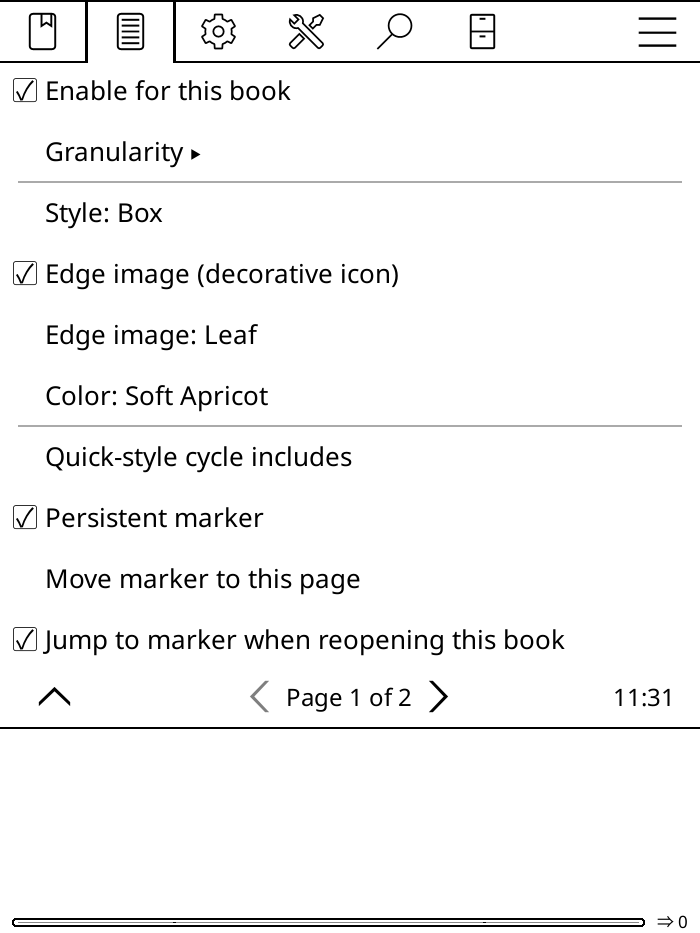 Enable for this book
Granularity ▸
Style: Box
Edge image (decorative icon)
Edge image: Leaf
Color: Soft Apricot
Quick-style cycle includes
Persistent marker
Move marker to this page
Jump to marker when reopening this book
Page 1 of 2
11:31
⇒ 0